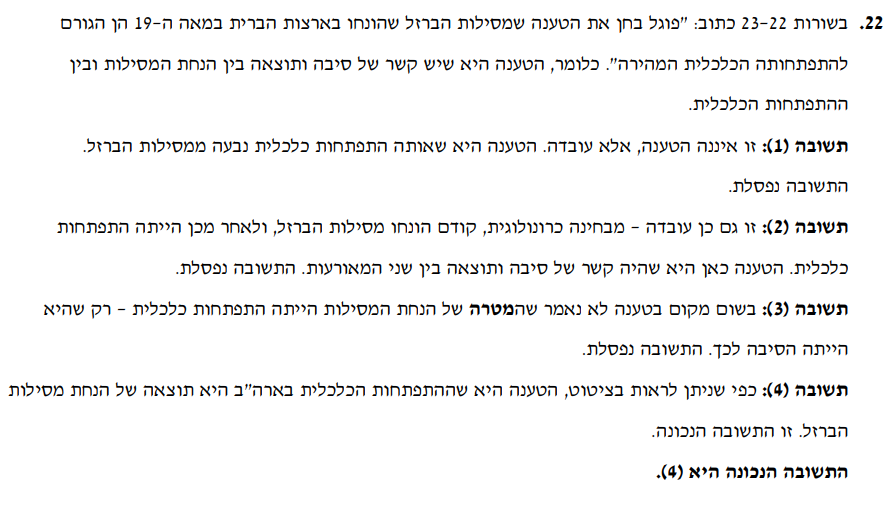 22. בשורות 22–23 כתוב: "פוגל בחן את הטענה שמסילות הברזל שהונחו בארצות הברית במאה ה-19 הן הגורם
להתפתחותה הכלכלית המהירה". כלומר, הטענה היא שיש קשר של סיבה ותוצאה בין הנחת המסילות ובין
ההתפתחות הכלכלית.
תשובה (1): זו איננה הטענה, אלא עובדה. הטענה היא שאותה התפתחות כלכלית נבעה ממסילות הברזל.
התשובה נפסלת.
תשובה (2): זו גם כן עובדה – מבחינה כרונולוגית, קודם הונחו מסילות הברזל, ולאחר מכן הייתה התפתחות
כלכלית. הטענה כאן היא שהיה קשר של סיבה ותוצאה בין שני המאורעות. התשובה נפסלת.
תשובה (3): בשום מקום בטענה לא נאמר שהמטרה של הנחת המסילות הייתה התפתחות כלכלית – רק שהיא
הייתה הסיבה לכך. התשובה נפסלת.
תשובה (4): כפי שניתן לראות בציטוט, הטענה היא שההתפתחות הכלכלית בארה"ב היא תוצאה של הנחת מסילות
הברזל. זו התשובה הנכונה.
התשובה הנכונה היא (4).